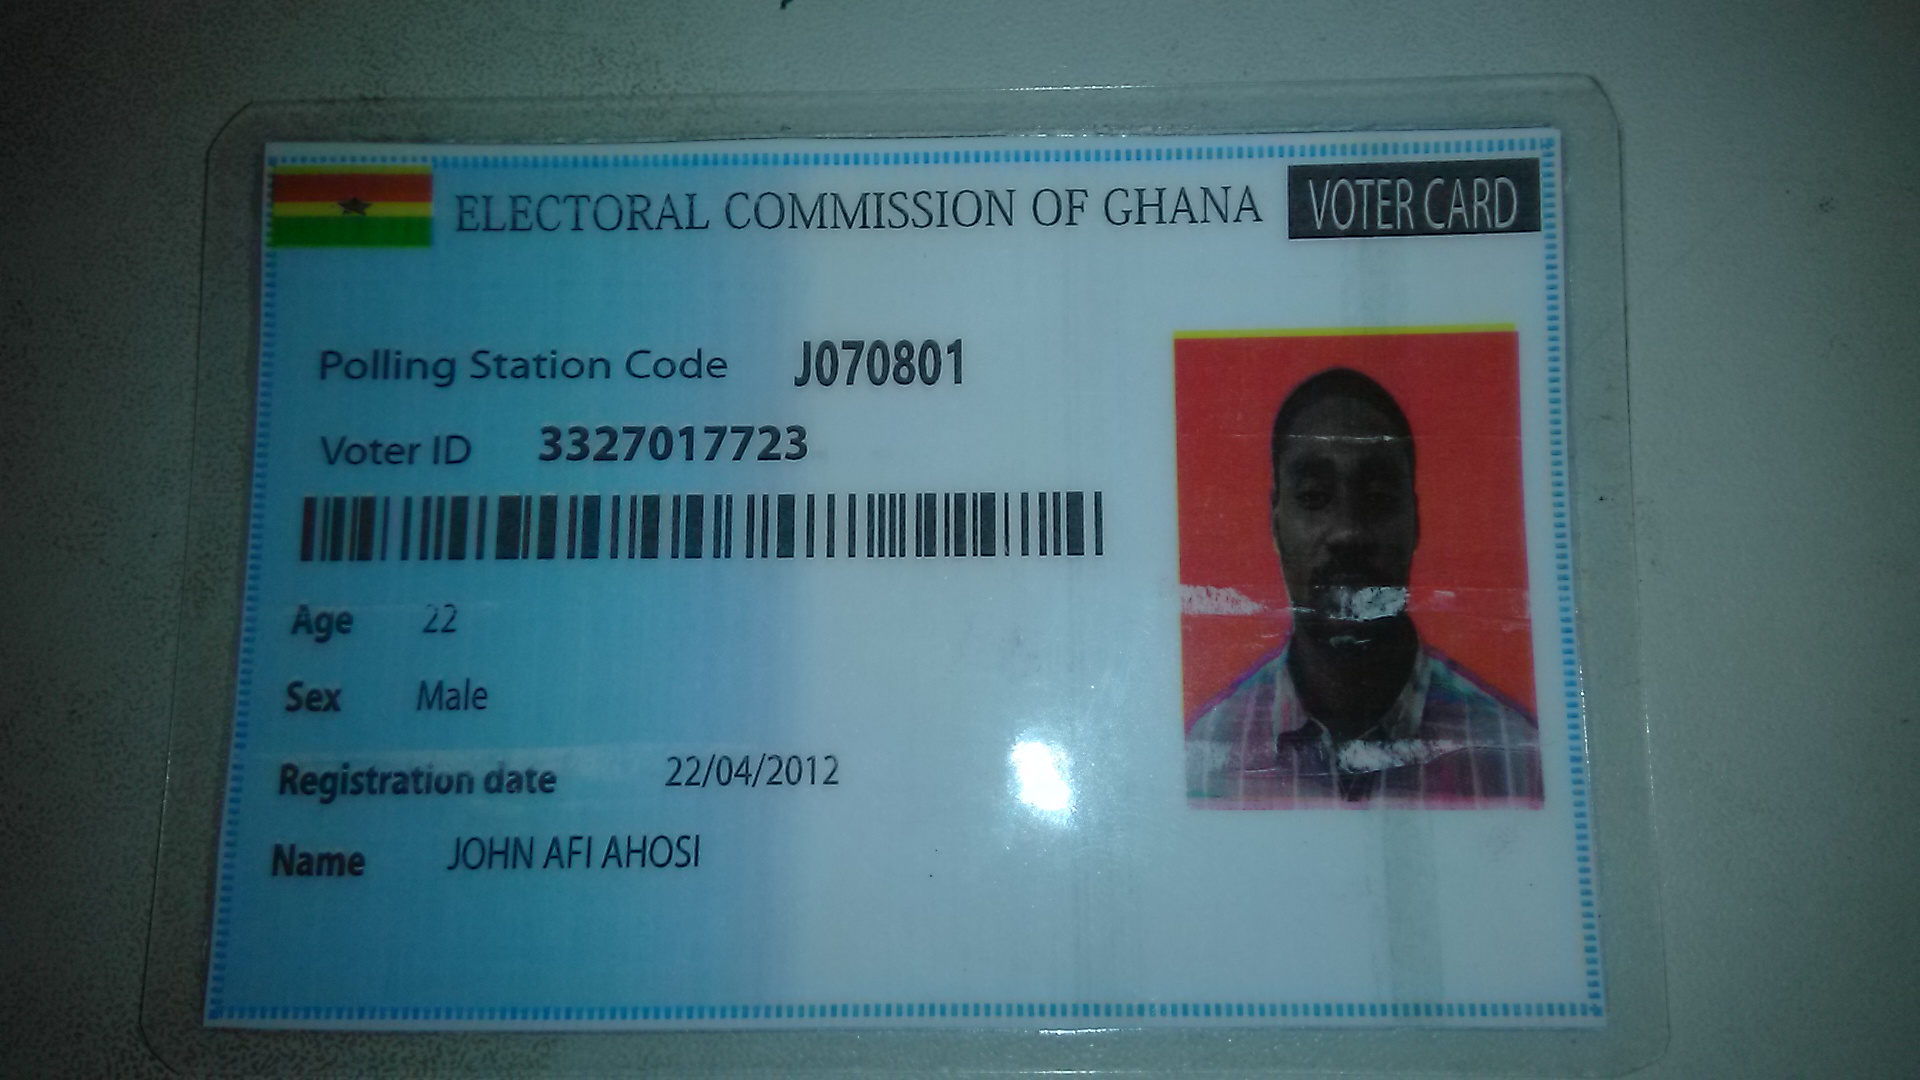 ELECTORAL COMMISSION OF GHANA VOTER CARD
Polling Station Code J070801
Voter ID 3327017723
Age 22
Sex Male
Registration date 22/04/2012
Name JOHN AFI AHOSI